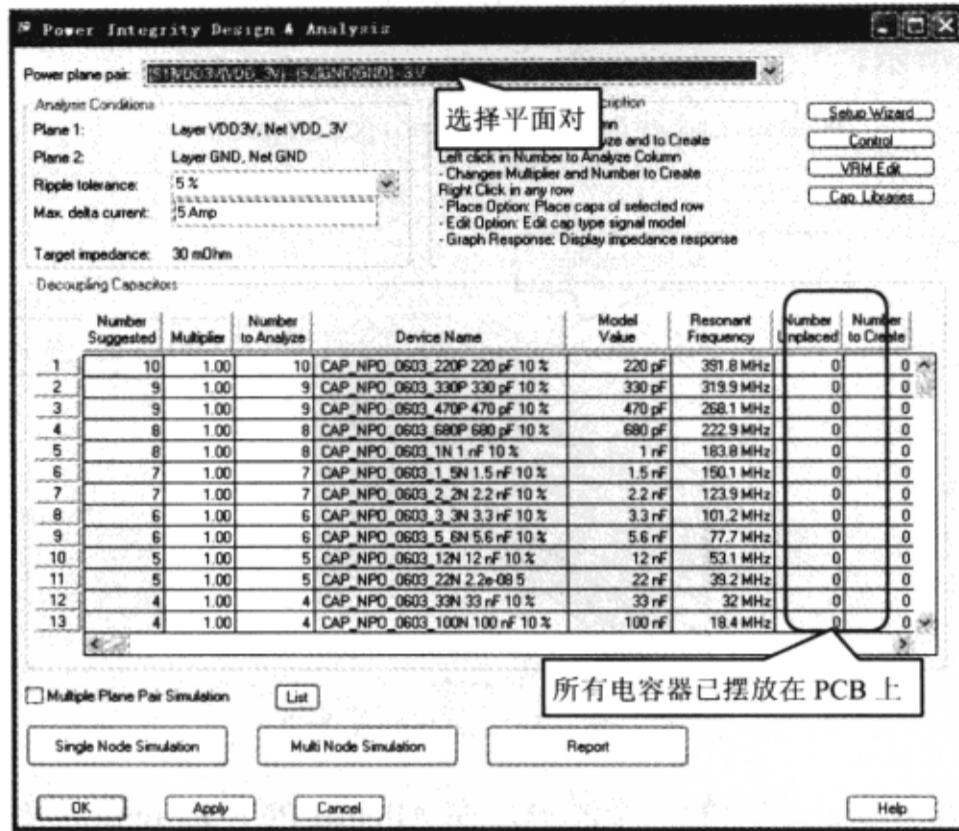 Power Integrity Design & Analysis
Power plane pair: (S1)VDD3V(VDD_3V) (S2)GND(GND) -3 V
选择平面对
Analysis Conditions
Plane 1: Layer VDD3V, Net VDD_3V
Plane 2: Layer GND, Net GND
Ripple tolerance: 5 %
Max. delta current: 5 Amp
Target impedance: 30 mOhm
Left click in Number to Analyze Column
- Changes Multiplier and Number to Create
Right Click in any row
- Place Option: Place caps of selected row
- Edit Option: Edit cap type signal model
- Graph Response: Display impedance response
Setup Wizard
Control
VRM Edit
Cap. Libraries
Decoupling Capacitors
Number Suggested Multiplier Number to Analyze Device Name Model Value Resonant Frequency Number Unplaced Number to Create
1 10 1.00 10 CAP_NPO_0603_220P 220 pF 10 % 220 pF 391.8 MHz 0 0
2 9 1.00 9 CAP_NPO_0603_330P 330 pF 10 % 330 pF 319.9 MHz 0 0
3 9 1.00 9 CAP_NPO_0603_470P 470 pF 10 % 470 pF 268.1 MHz 0 0
4 8 1.00 8 CAP_NPO_0603_680P 680 pF 10 % 680 pF 222.9 MHz 0 0
5 8 1.00 8 CAP_NPO_0603_1N 1 nF 10 % 1 nF 183.8 MHz 0 0
6 7 1.00 7 CAP_NPO_0603_1_5N 1.5 nF 10 % 1.5 nF 150.1 MHz 0 0
7 7 1.00 7 CAP_NPO_0603_2_2N 2.2 nF 10 % 2.2 nF 123.9 MHz 0 0
8 6 1.00 6 CAP_NPO_0603_3_3N 3.3 nF 10 % 3.3 nF 101.2 MHz 0 0
9 6 1.00 6 CAP_NPO_0603_5_6N 5.6 nF 10 % 5.6 nF 77.7 MHz 0 0
10 5 1.00 5 CAP_NPO_0603_12N 12 nF 10 % 12 nF 53.1 MHz 0 0
11 5 1.00 5 CAP_NPO_0603_22N 2.2e-08 5 22 nF 39.2 MHz 0 0
12 4 1.00 4 CAP_NPO_0603_33N 33 nF 10 % 33 nF 32 MHz 0 0
13 4 1.00 4 CAP_NPO_0603_100N 100 nF 10 % 100 nF 18.4 MHz 0 0
所有电容器已摆放在 PCB 上
Multiple Plane Pair Simulation List
Single Node Simulation Multi Node Simulation Report
OK Apply Cancel Help